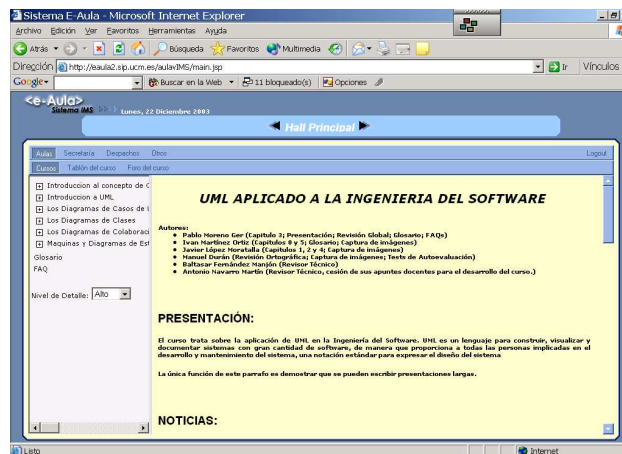 Sistema E-Aula - Microsoft Internet Explorer
Archivo Edición Ver Favoritos Herramientas Ayuda
Atrás Búsqueda Favoritos Multimedia
Dirección http://eaula2.sip.ucm.es/aulavIMS/main.jsp Ir Vínculos
Google Buscar en la Web 11 bloqueado(s) Opciones
<e-Aula>
Sistema IMS Lunes, 22 Diciembre 2003
Hall Principal
Aulas Secretaría Despachos Otros Logout
Cursos Tablón del curso Foro del curso
Introduccion al concepto de C
Introduccion a UML
Los Diagramas de Casos de
Los Diagramas de Clases
Los Diagramas de Colaboraci
Maquinas y Diagramas de Est
Glosario
FAQ
Nivel de Detalle: Alto
UML APLICADO A LA INGENIERIA DEL SOFTWARE
Autores:
Pablo Moreno Ger (Capitulo 3; Presentación; Revisión Global; Glosario; FAQs)
Ivan Martínez Ortiz (Capitulos 0 y 5; Glosario; Captura de imágenes)
Javier López Moratalla (Capitulos 1, 2 y 4; Captura de imagenes)
Manuel Durán (Revisión Ortográfica; Captura de imágenes; Tests de Autoevaluación)
Baltasar Fernández Manjón (Revisor Técnico)
Antonio Navarro Martín (Revisor Técnico, cesión de sus apuntes docentes para el desarrollo del curso.)
PRESENTACIÓN:
El curso trata sobre la aplicación de UML en la Ingeniería del Software. UML es un lenguaje para construir, visualizar y
documentar sistemas con gran cantidad de software, de manera que proporciona a todas las personas implicadas en el
desarrollo y mantenimiento del sistema, una notación estándar para expresar el diseño del sistema
La única función de este parrafo es demostrar que se pueden escribir presentaciones largas.
NOTICIAS:
Listo Internet